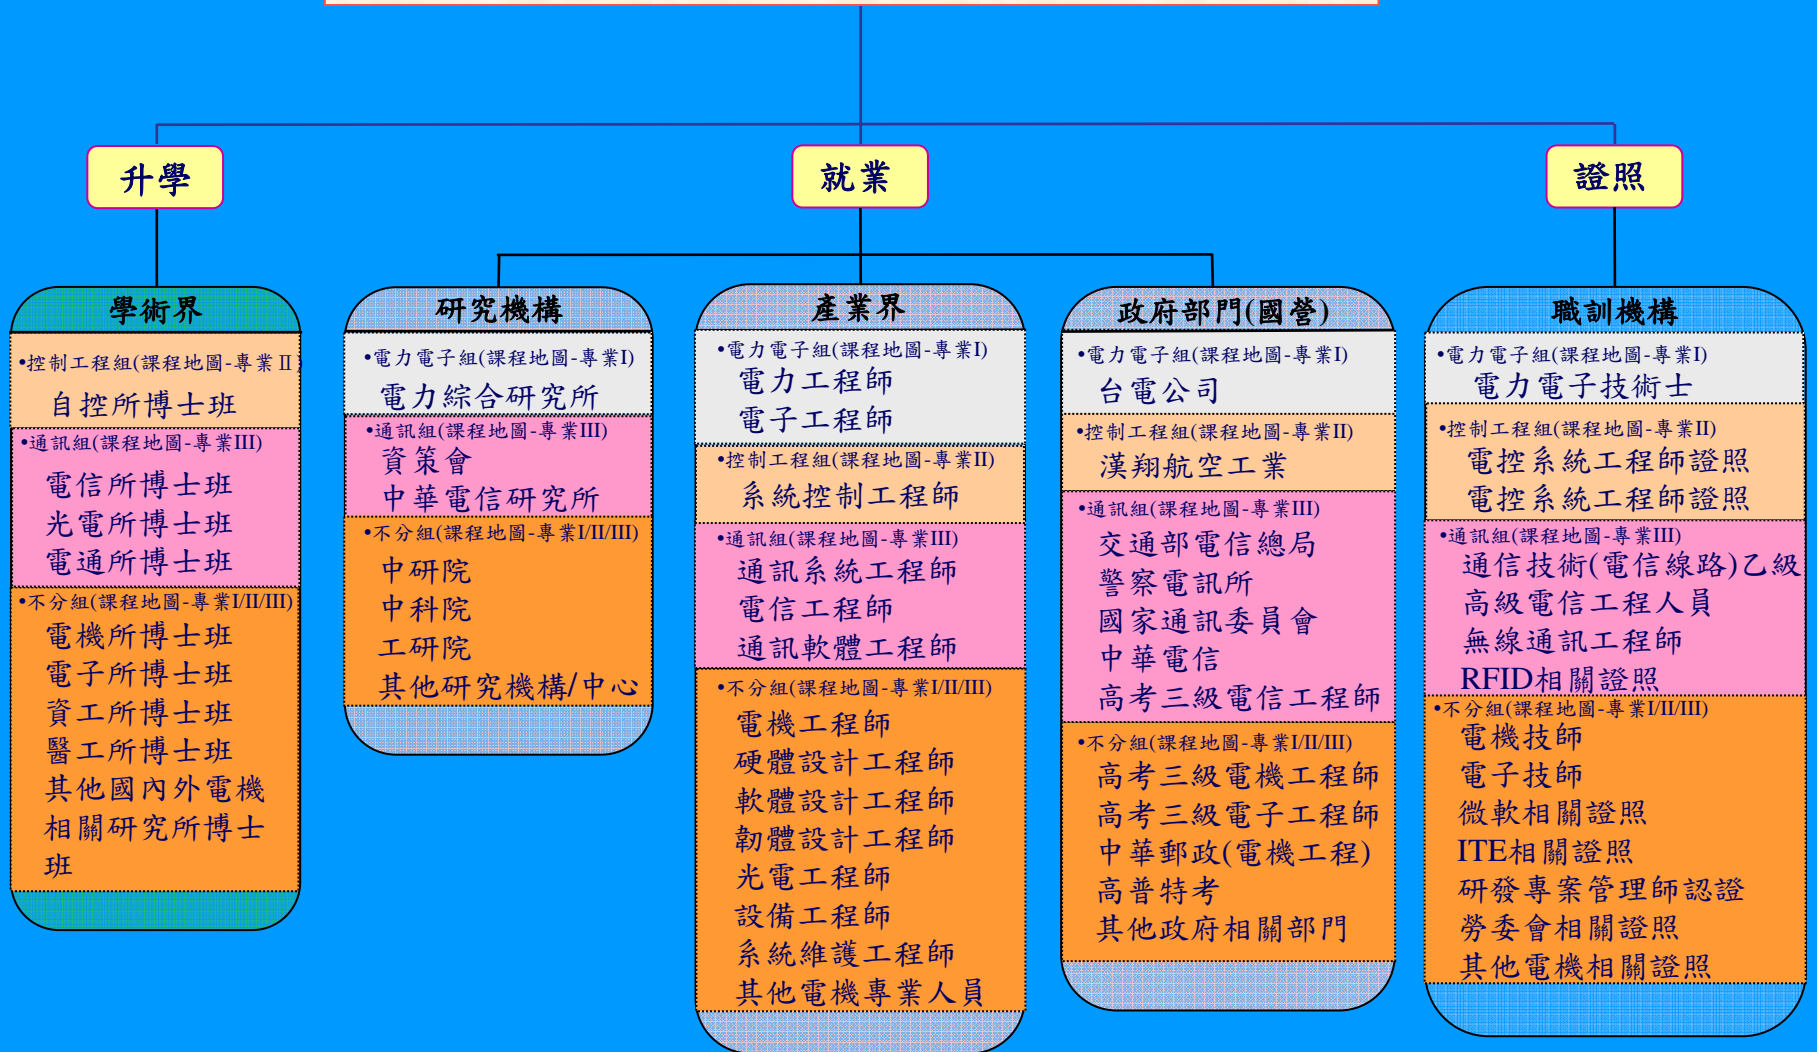 升學
就業
證照
學術界
•控制工程組(課程地圖-專業Ⅱ)
自控所博士班
•通訊組(課程地圖-專業III)
電信所博士班
光電所博士班
電通所博士班
•不分組(課程地圖-專業I/II/III)
電機所博士班
電子所博士班
資工所博士班
醫工所博士班
其他國內外電機
相關研究所博士
班
研究機構
•電力電子組(課程地圖-專業I)
電力綜合研究所
•通訊組(課程地圖-專業III)
資策會
中華電信研究所
•不分組(課程地圖-專業I/II/III)
中研院
中科院
工研院
其他研究機構/中心
產業界
•電力電子組(課程地圖-專業I)
電力工程師
電子工程師
•控制工程組(課程地圖-專業II)
系統控制工程師
•通訊組(課程地圖-專業III)
通訊系統工程師
電信工程師
通訊軟體工程師
•不分組(課程地圖-專業I/II/III)
電機工程師
硬體設計工程師
軟體設計工程師
韌體設計工程師
光電工程師
設備工程師
系統維護工程師
其他電機專業人員
政府部門(國營)
•電力電子組(課程地圖-專業I)
台電公司
•控制工程組(課程地圖-專業II)
漢翔航空工業
•通訊組(課程地圖-專業III)
交通部電信總局
警察電訊所
國家通訊委員會
中華電信
高考三級電信工程師
•不分組(課程地圖-專業I/II/III)
高考三級電機工程師
高考三級電子工程師
中華郵政(電機工程)
高普特考
其他政府相關部門
職訓機構
•電力電子組(課程地圖-專業I)
電力電子技術士
•控制工程組(課程地圖-專業II)
電控系統工程師證照
電控系統工程師證照
•通訊組(課程地圖-專業III)
通信技術(電信線路)乙級
高級電信工程人員
無線通訊工程師
RFID相關證照
•不分組(課程地圖-專業I/II/III)
電機技師
電子技師
微軟相關證照
ITE相關證照
研發專案管理師認證
勞委會相關證照
其他電機相關證照